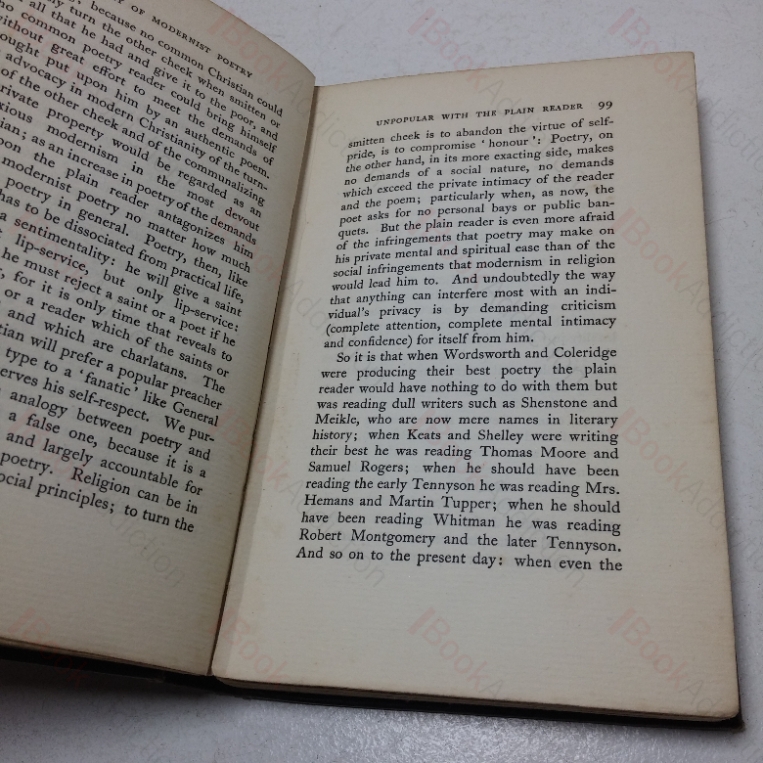 OF MODERNIST POETRY
because no common Christian could
turn the other check when smitten or
all that he had and give it to the poor, and
no common poetry reader could bring himself
without great effort to meet the demands of
put upon him by an authentic poem.
advocacy in modern Christianity of the turn-
of the other cheek and of the communalizing
private property would be regarded as an
modernism in the most devout
as an increase in poetry of the demands
the plain reader antagonizes him
modernist poetry no matter how much
poetry in general. Poetry, then, like
has to be dissociated from practical life,
a sentimentality: he will give a saint
lip-service, but only lip-service:
he must reject a saint or a poet if he
for it is only time that reveals to
or a reader which of the saints or
and which are charlatans. The
will prefer a popular preacher
type to a 'fanatic' like General
his self-respect. We pur-
analogy between poetry and
a false one, because it is a
and largely accountable for
poetry. Religion can be in
social principles; to turn the
UNPOPULAR WITH THE PLAIN READER 99
smitten cheek is to abandon the virtue of self-
pride, is to compromise 'honour': Poetry, on
the other hand, in its more exacting side, makes
no demands of a social nature, no demands
which exceed the private intimacy of the reader
and the poem; particularly when, as now, the
poet asks for no personal bays or public ban-
quets. But the plain reader is even more afraid
of the infringements that poetry may make on
his private mental and spiritual ease than of the
social infringements that modernism in religion
would lead him to. And undoubtedly the way
that anything can interfere most with an indi-
vidual's privacy is by demanding criticism
(complete attention, complete mental intimacy
and confidence) for itself from him.
So it is that when Wordsworth and Coleridge
were producing their best poetry the plain
reader would have nothing to do with them but
was reading dull writers such as Shenstone and
Meikle, who are now mere names in literary
history; when Keats and Shelley were writing
their best he was reading Thomas Moore and
Samuel Rogers; when he should have been
reading the early Tennyson he was reading Mrs.
Hemans and Martin Tupper; when he should
have been reading Whitman he was reading
Robert Montgomery and the later Tennyson.
And so on to the present day: when even the
BookAddiction